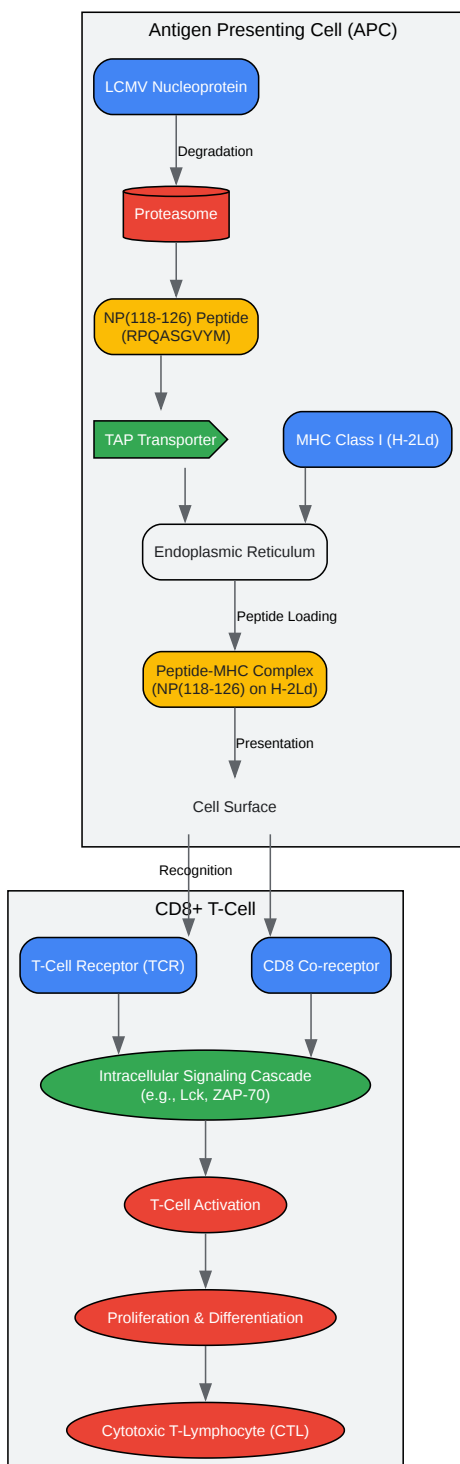 Antigen Presenting Cell (APC)
LCMV Nucleoprotein
Degradation
Proteasome
NP(118-126) Peptide
(RPQASGVYM)
TAP Transporter
MHC Class I (H-2Ld)
Endoplasmic Reticulum
Peptide Loading
Peptide-MHC Complex
(NP(118-126) on H-2Ld)
Presentation
Cell Surface
Recognition
CD8+ T-Cell
T-Cell Receptor (TCR)
CD8 Co-receptor
Intracellular Signaling Cascade
(e.g., Lck, ZAP-70)
T-Cell Activation
Proliferation & Differentiation
Cytotoxic T-Lymphocyte (CTL)